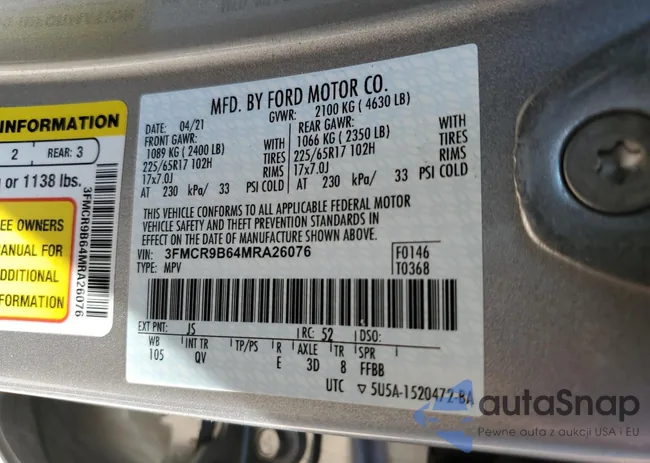 INFORMATION
2 REAR: 3
or 1138 lbs.
EE OWNERS
MANUAL FOR
ADDITIONAL
INFORMATION
3FMCR9B64MRA26076
MFD. BY FORD MOTOR CO.
DATE: 04/21 GVWR: 2100 KG ( 4630 LB)
FRONT GAWR: WITH REAR GAWR: WITH
1089 KG ( 2400 LB) TIRES 1066 KG ( 2350 LB) TIRES
225/65R17 102H RIMS 225/65R17 102H RIMS
17x7.0J 17x7.0J
AT 230 kPa/ 33 PSI COLD AT 230 kPa/ 33 PSI COLD
THIS VEHICLE CONFORMS TO ALL APPLICABLE FEDERAL MOTOR
VEHICLE SAFETY AND THEFT PREVENTION STANDARDS IN
EFFECT ON THE DATE OF MANUFACTURE SHOWN ABOVE.
VIN: 3FMCR9B64MRA26076 F0146
TYPE: MPV T0368
EXT PNT: JS RC: 52 DSO:
WB INT TR TP/PS R AXLE TR SPR
105 QV E 3D 8 FFBB
UTC ▽ 5U5A-1520472-BA
autoSnap
Pewne auta z aukcji USA i EU